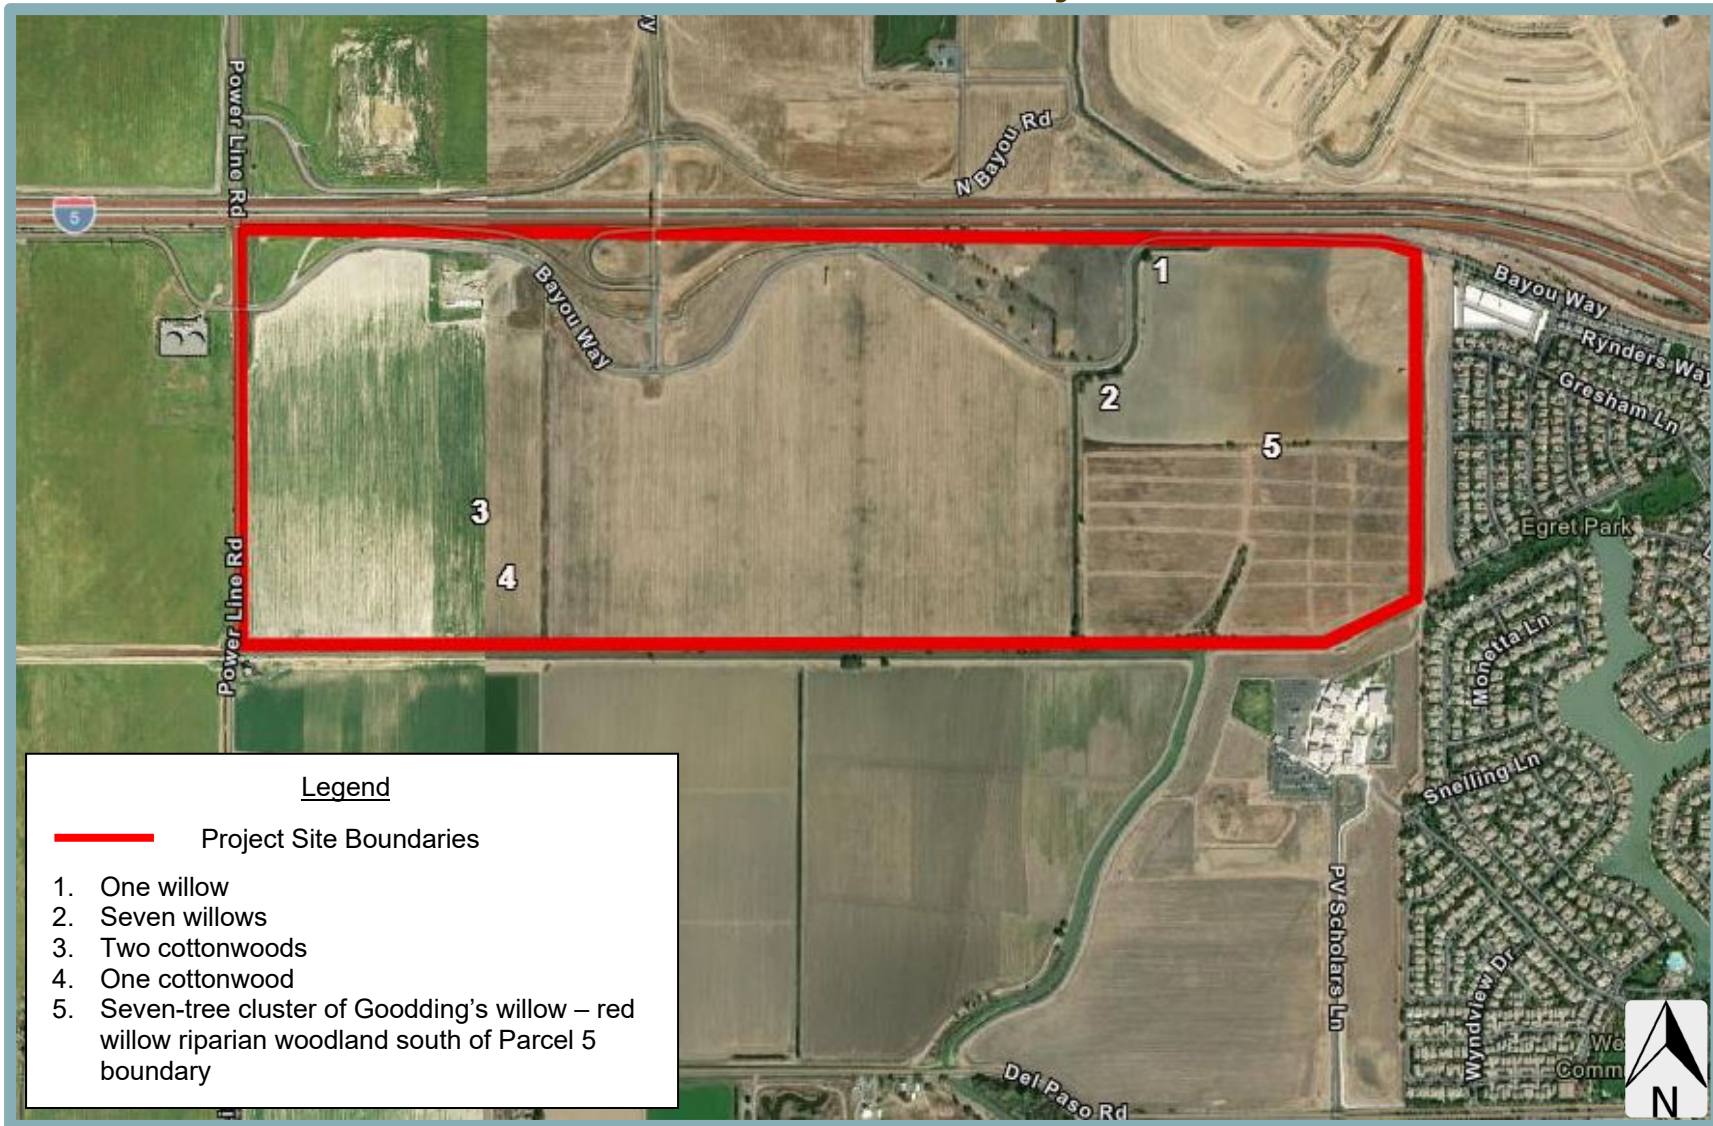 Power Line Rd
N Bayou Rd
5
Bayou Way
1
Bayou Way
Rynders Way
Gresham Ln
2
5
3
Egret Park
4
Power Line Rd
Monetta Ln
Snelling Ln
Legend
Project Site Boundaries
1. One willow
2. Seven willows
3. Two cottonwoods
4. One cottonwood
5. Seven-tree cluster of Goodding’s willow – red
willow riparian woodland south of Parcel 5
boundary
PV Scholars Ln
Wyndview Dr
Del Paso Rd
N